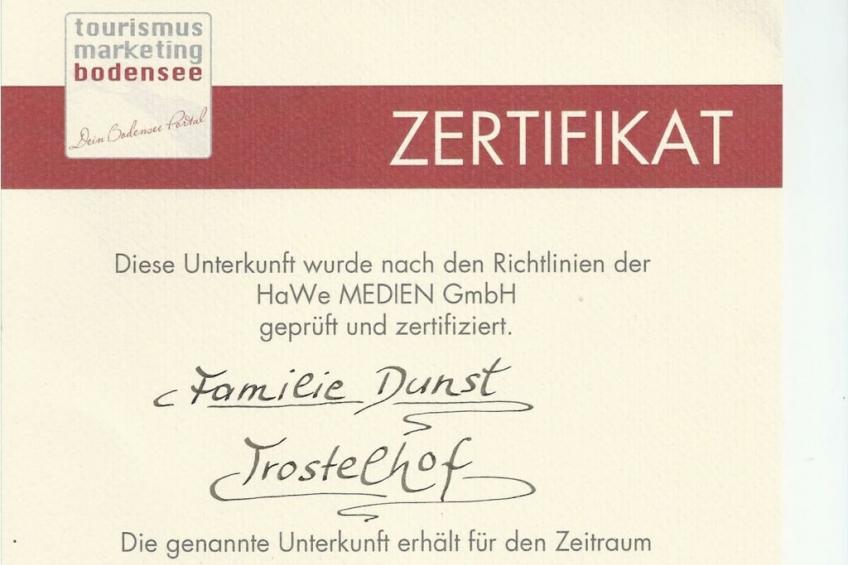 tourismus
marketing
bodensee
Dein Bodensee Portal
ZERTIFIKAT
Diese Unterkunft wurde nach den Richtlinien der
HaWe MEDIEN GmbH
geprüft und zertifiziert.
Familie Dunst
Trostelhof
Die genannte Unterkunft erhält für den Zeitraum